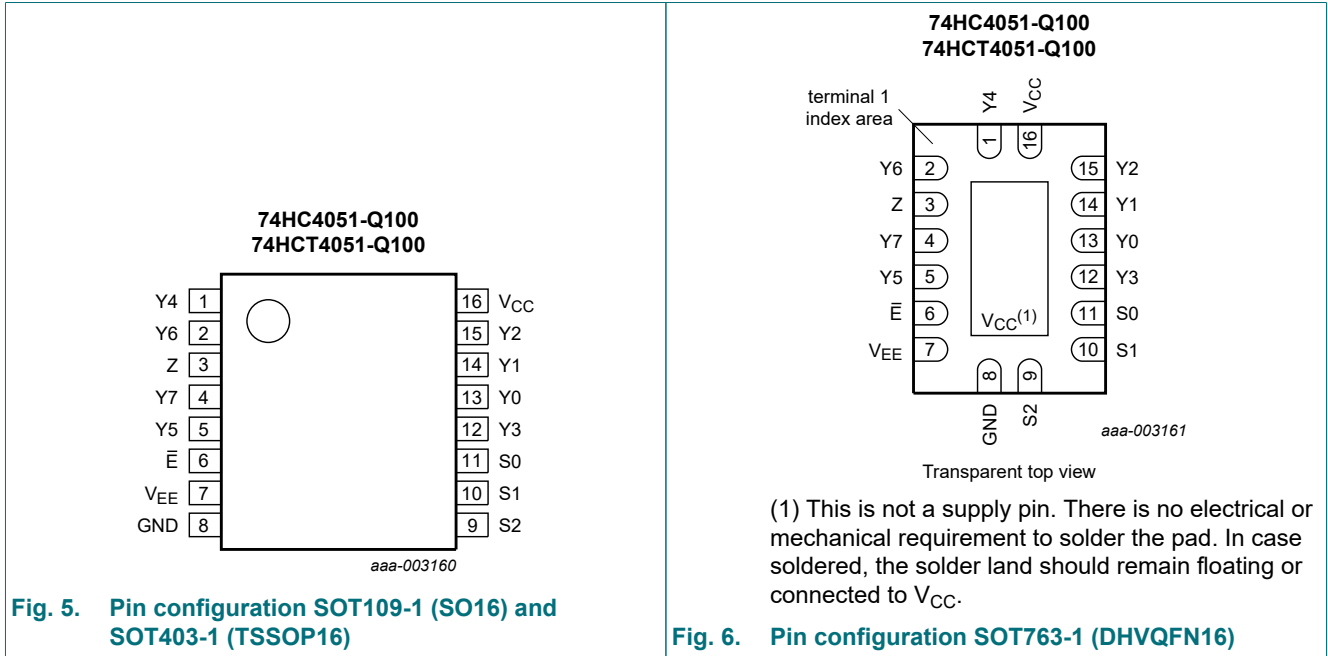 74HC4051-Q100
74HCT4051-Q100
Y4 1
Y6 2
Z 3
Y7 4
Y5 5
E̅ 6
VEE 7
GND 8
16 VCC
15 Y2
14 Y1
13 Y0
12 Y3
11 S0
10 S1
9 S2
aaa-003160
Fig. 5. Pin configuration SOT109-1 (SO16) and
SOT403-1 (TSSOP16)
74HC4051-Q100
74HCT4051-Q100
terminal 1
index area
Y4
VCC
1
16
Y6 2
Z 3
Y7 4
Y5 5
E̅ 6
VEE 7
15 Y2
14 Y1
13 Y0
12 Y3
11 S0
10 S1
VCC(1)
8
9
GND
S2
aaa-003161
Transparent top view
(1) This is not a supply pin. There is no electrical or
mechanical requirement to solder the pad. In case
soldered, the solder land should remain floating or
connected to VCC.
Fig. 6. Pin configuration SOT763-1 (DHVQFN16)